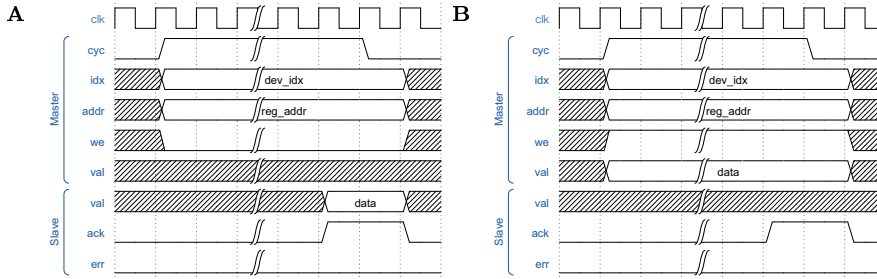 A
clk
Master
cyc
idx dev_idx
addr reg_addr
we
val
Slave
val data
ack
err
B
clk
Master
cyc
idx dev_idx
addr reg_addr
we
val data
Slave
val
ack
err